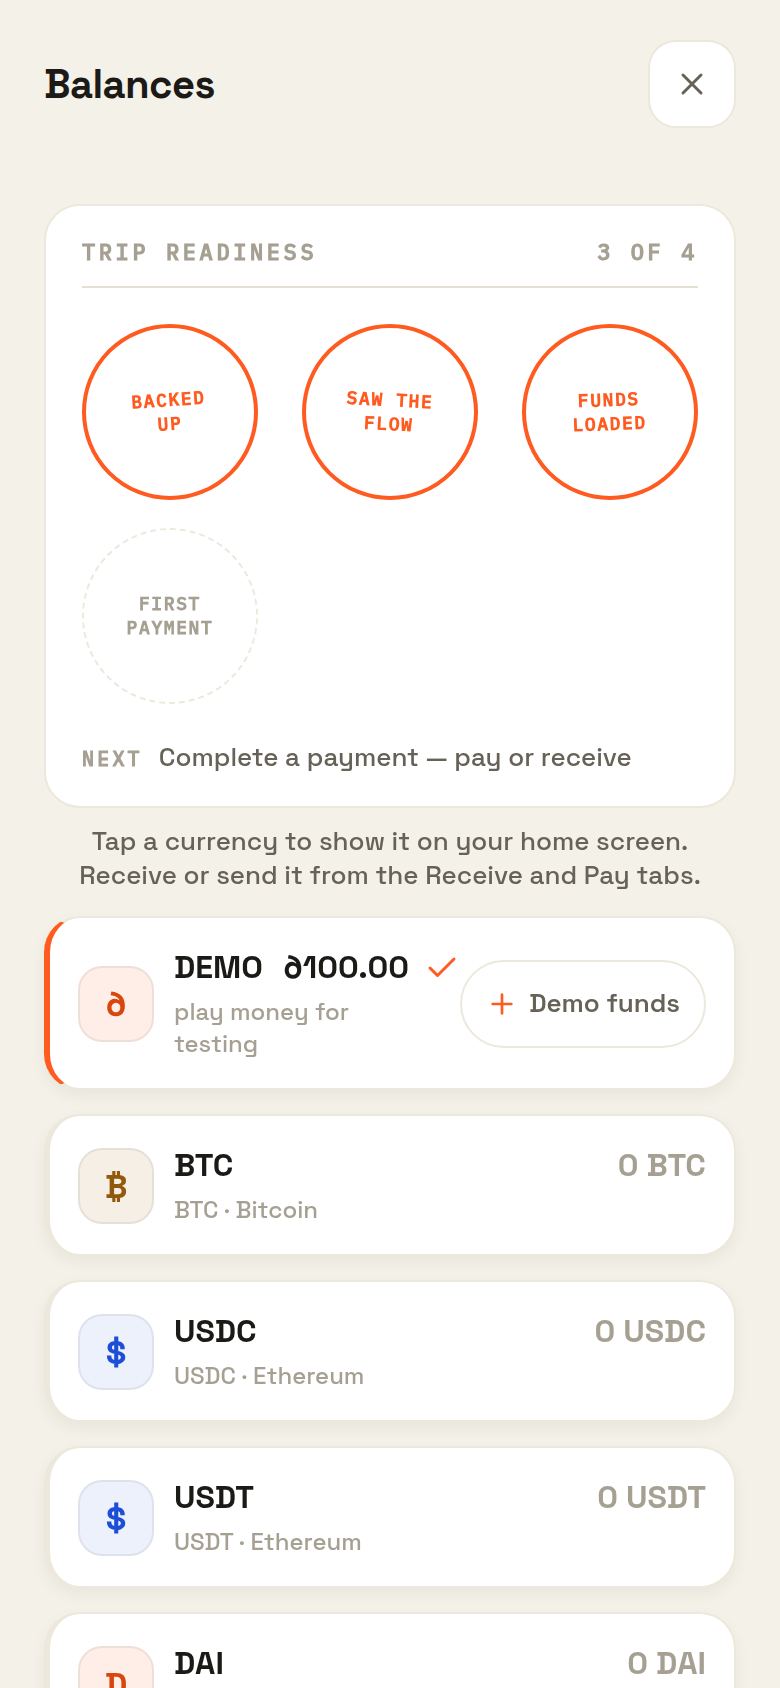 Balances
TRIP READINESS 3 OF 4
BACKED UP
SAW THE FLOW
FUNDS LOADED
FIRST PAYMENT
NEXT Complete a payment — pay or receive
Tap a currency to show it on your home screen.
Receive or send it from the Receive and Pay tabs.
∂
DEMO ∂100.00
play money for
testing
Demo funds
₿
BTC 0 BTC
BTC · Bitcoin
$
USDC 0 USDC
USDC · Ethereum
$
USDT 0 USDT
USDT · Ethereum
D
DAI 0 DAI